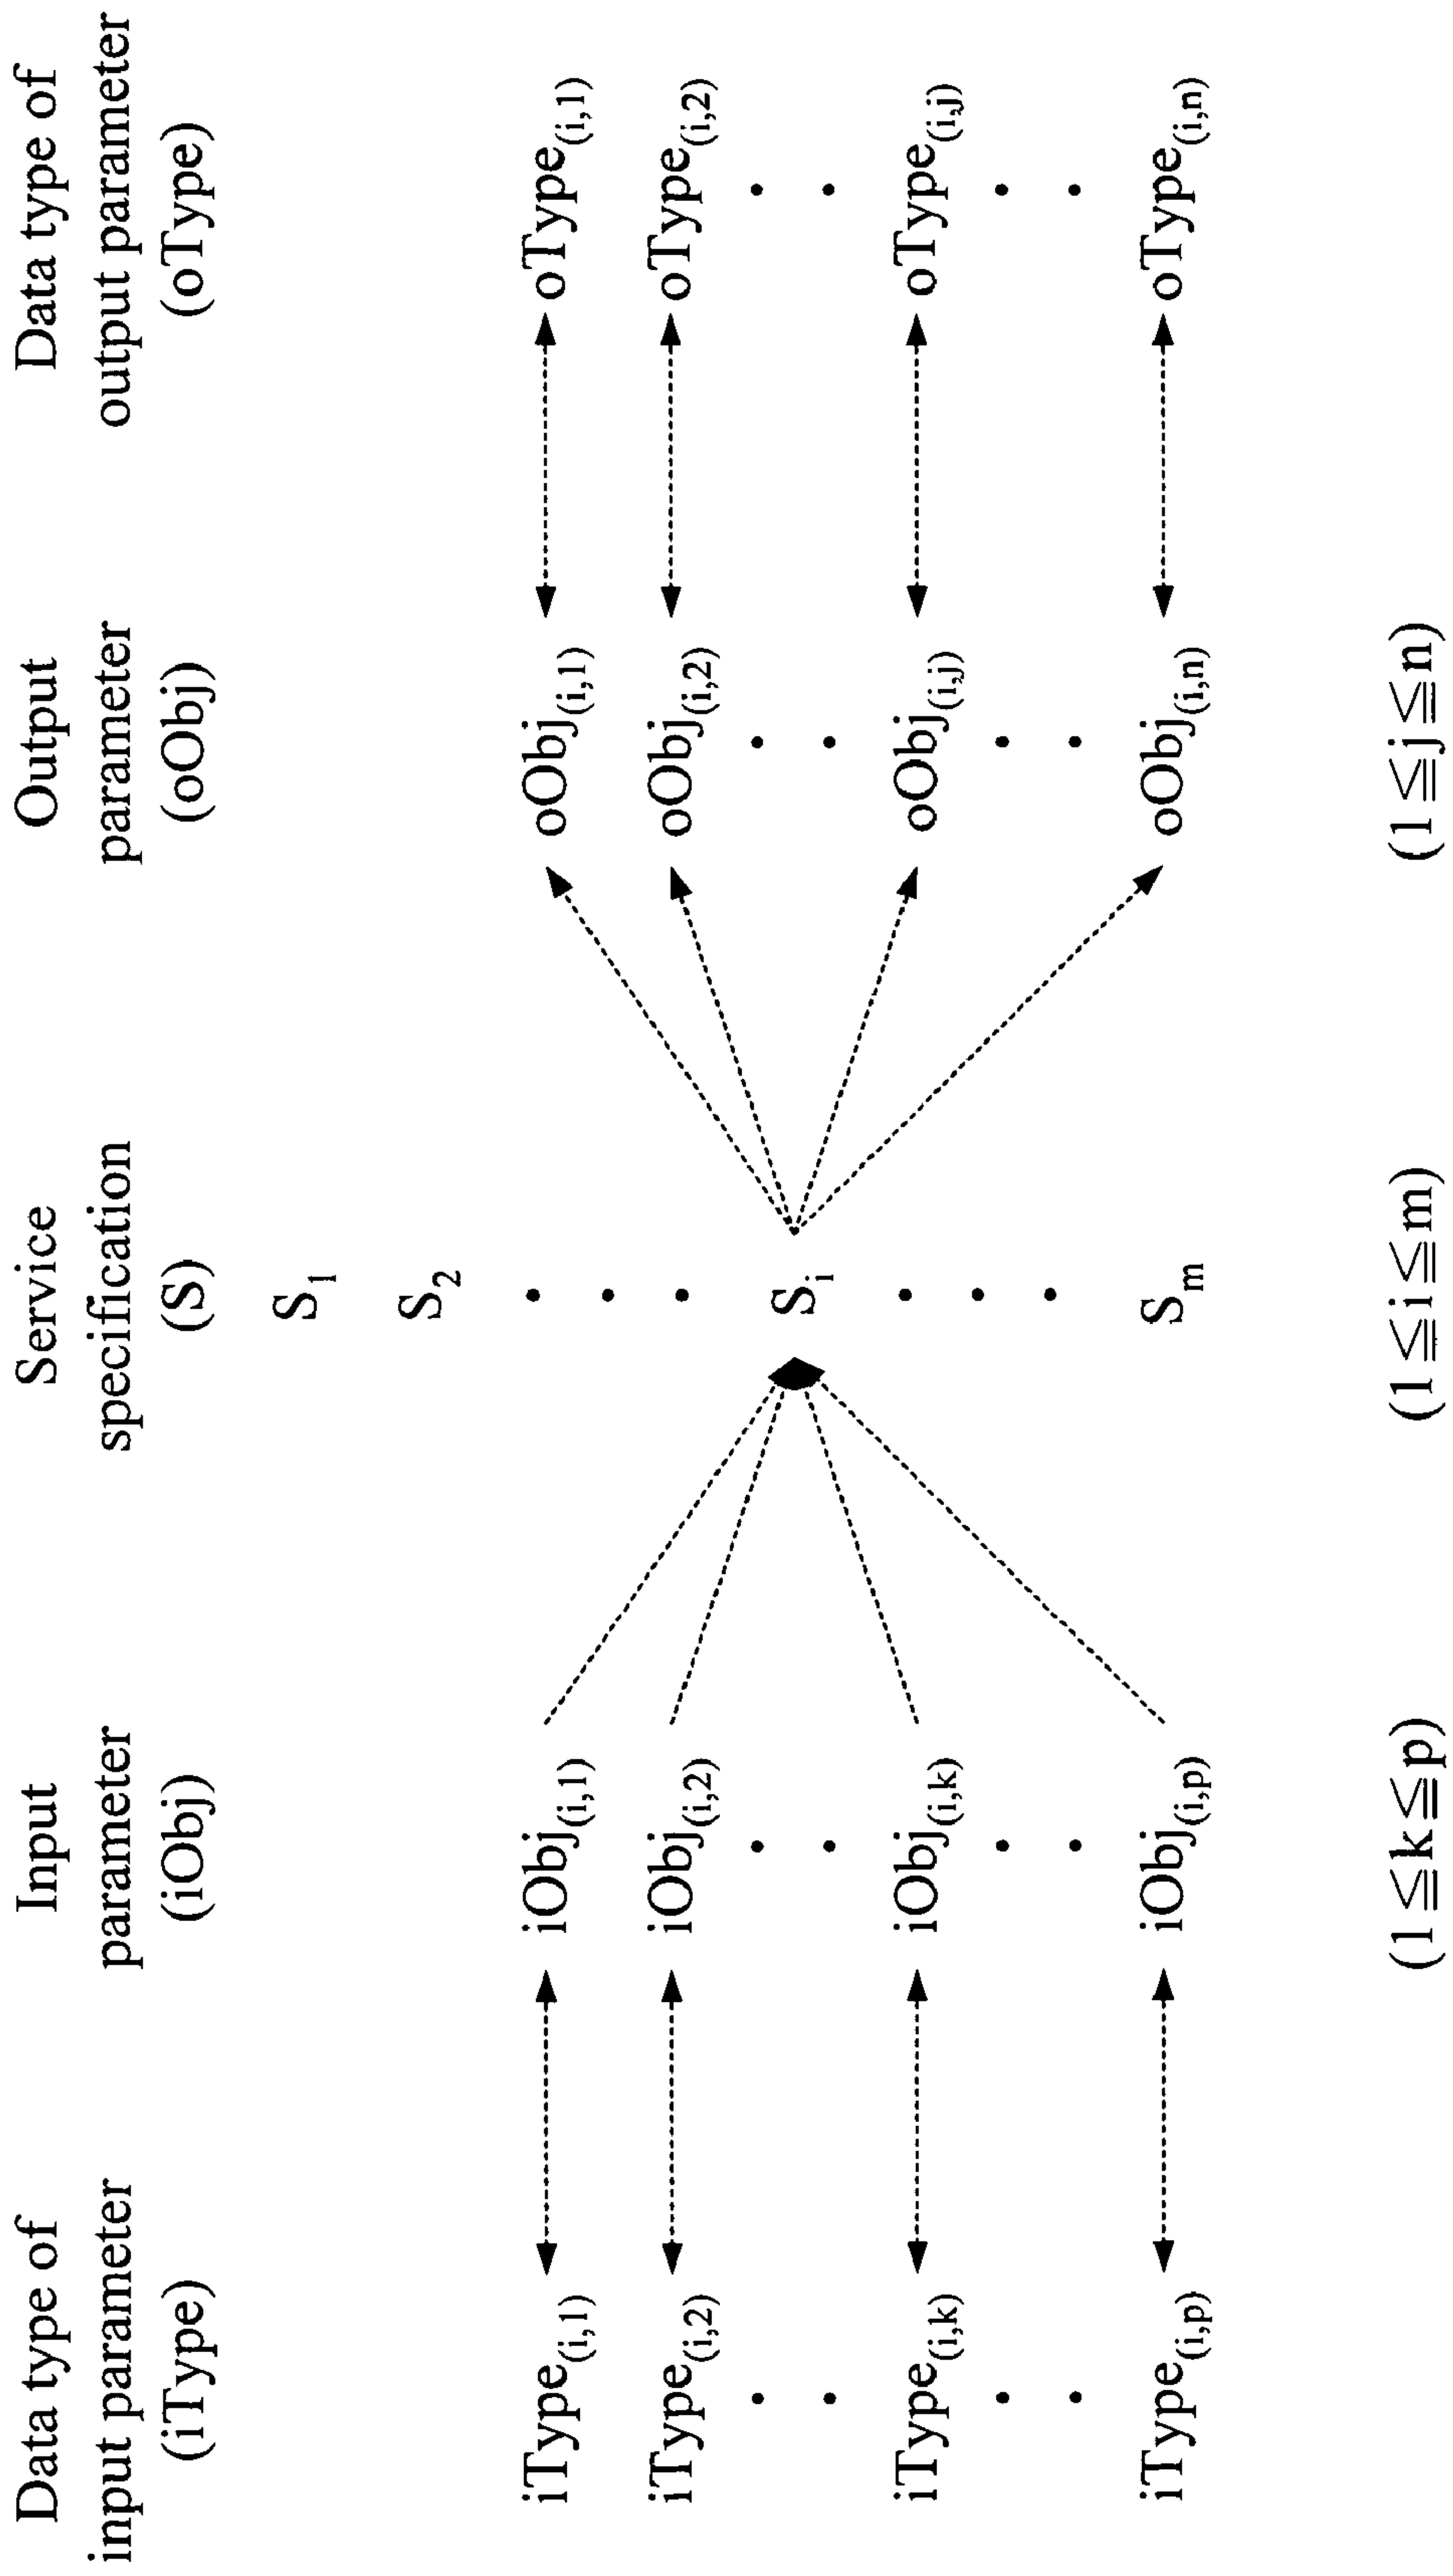 Data type of
input parameter
(iType)
Input
parameter
(iObj)
Service
specification
(S)
Output
parameter
(oObj)
Data type of
output parameter
(oType)
S1
S2
iType(i,1) iObj(i,1) oObj(i,1) oType(i,1)
iType(i,2) iObj(i,2) oObj(i,2) oType(i,2)
Si
iType(i,k) iObj(i,k) oObj(i,j) oType(i,j)
iType(i,p) iObj(i,p) Sm oObj(i,n) oType(i,n)
(1≦k≦p) (1≦i≦m) (1≦j≦n)